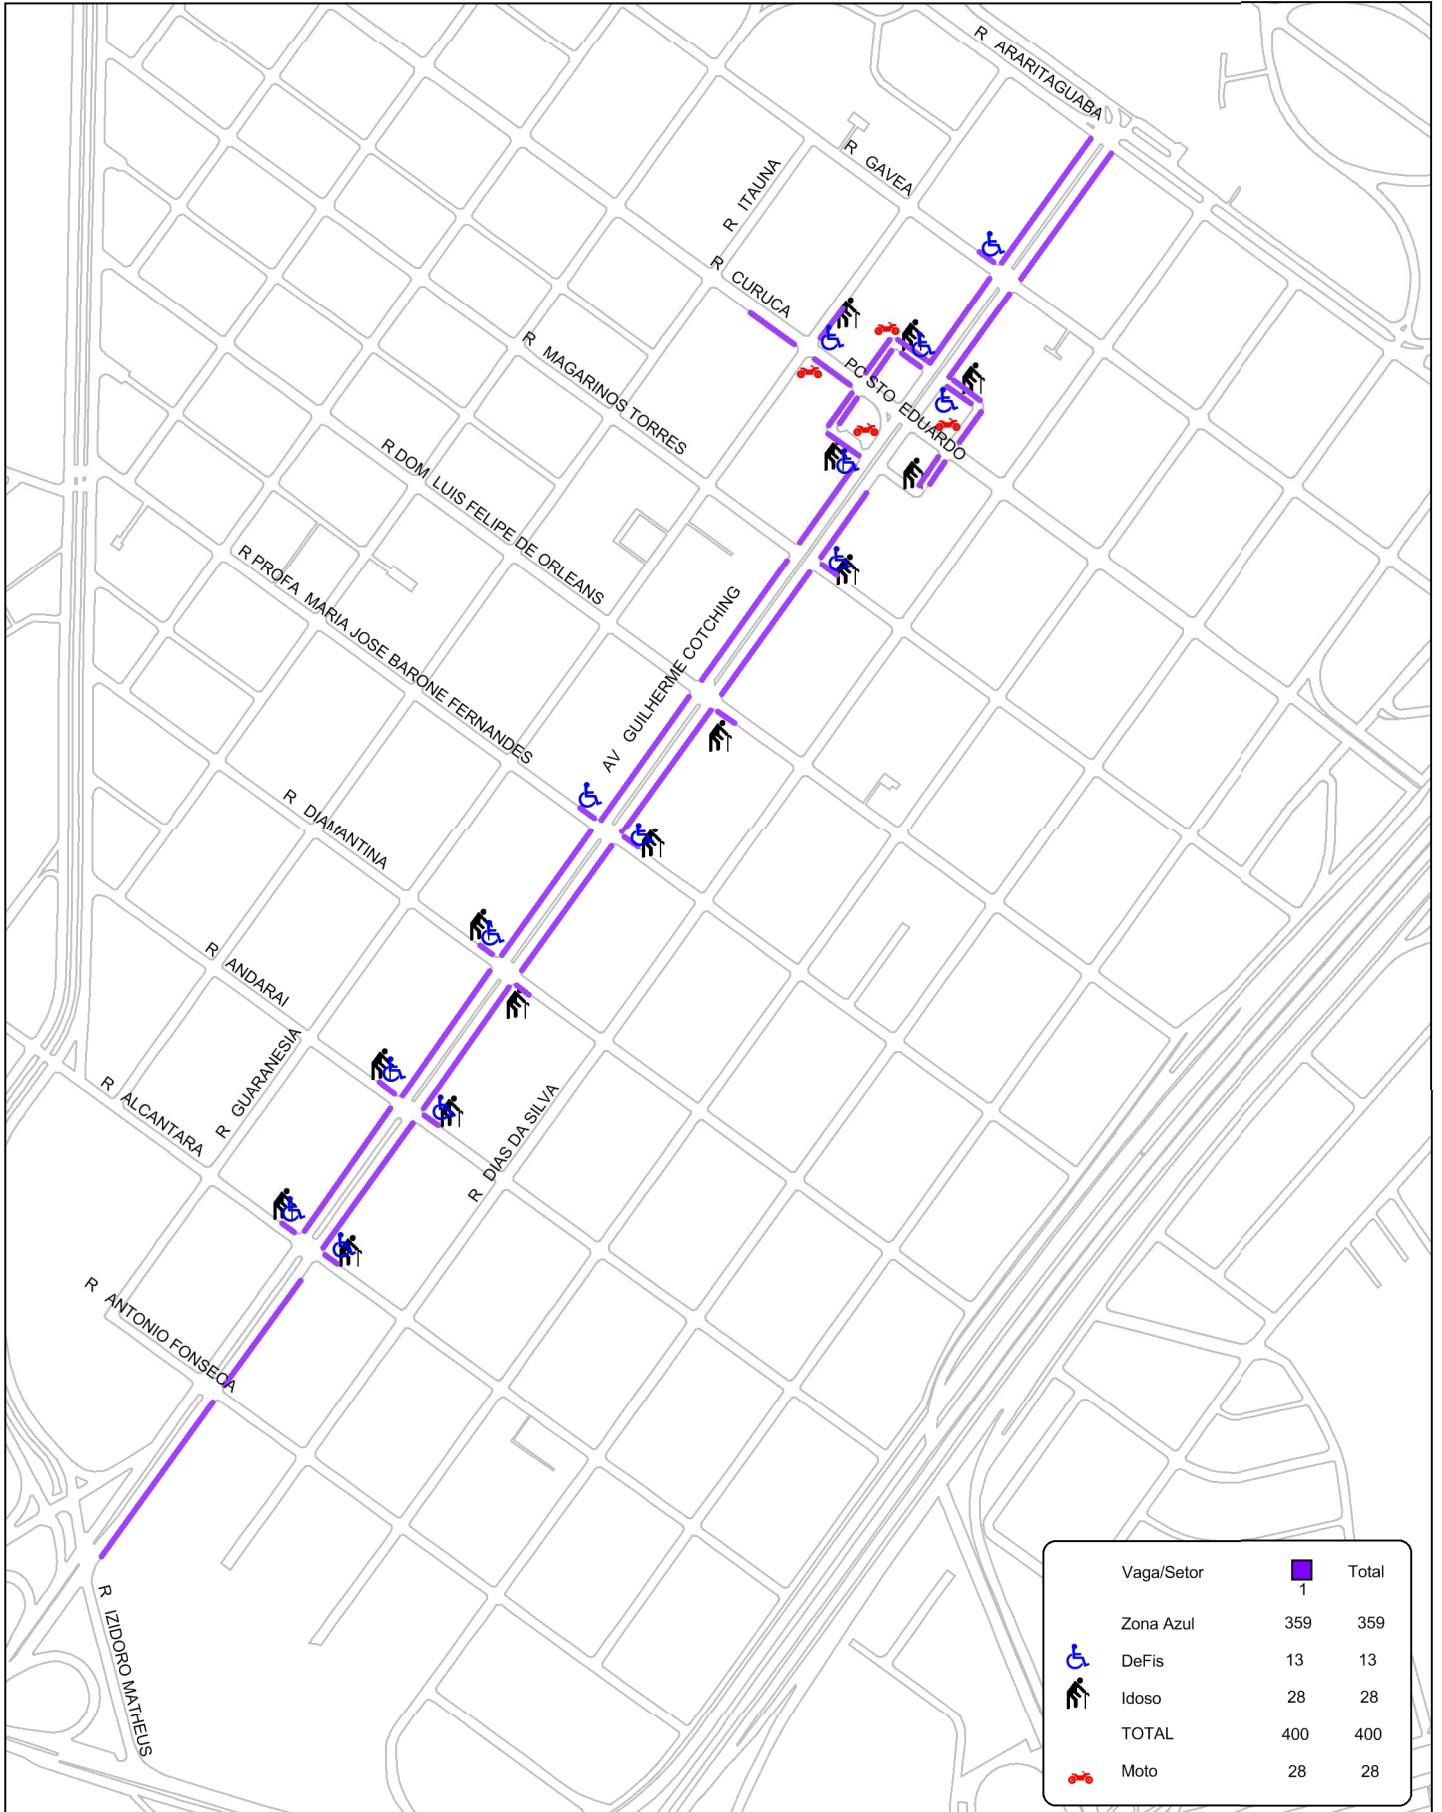 R ARARITAGUABA
R GAVEA
R ITAUNA
R CURUCA
R MAGARINOS TORRES
PC STO EDUARDO
R DOM LUIS FELIPE DE ORLEANS
R PROFA MARIA JOSE BARONE FERNANDES
AV GUILHERME COTCHING
R DIAMANTINA
R ANDARAI
R GUARANESIA
R ALCANTARA
R DIAS DA SILVA
R ANTONIO FONSECA
R IZIDORO MATHEUS
Vaga/Setor 1 Total
Zona Azul 359 359
DeFis 13 13
Idoso 28 28
TOTAL 400 400
Moto 28 28